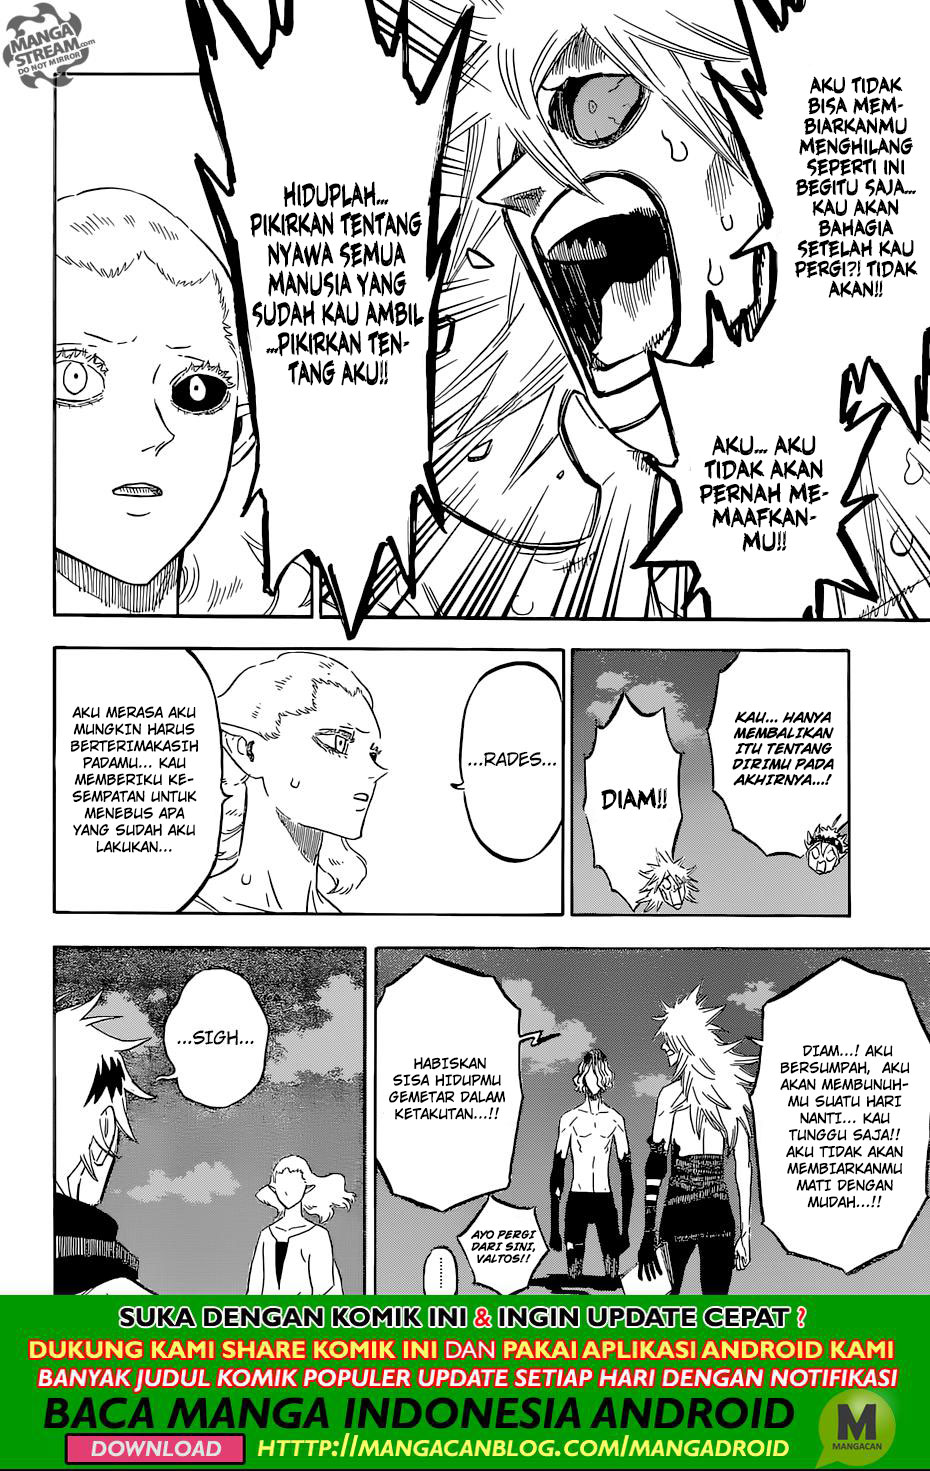 MANGA
STREAM.com
DO NOT MIRROR!
AKU TIDAK
BISA MEM-
BIARKANMU
MENGHILANG
SEPERTI INI
BEGITU SAJA...
KAU AKAN
BAHAGIA
SETELAH KAU
PERGI?! TIDAK
AKAN!!
HIDUPLAH...
PIKIRKAN TENTANG
NYAWA SEMUA
MANUSIA YANG
SUDAH KAU AMBIL
...PIKIRKAN TEN-
TANG AKU!!
AKU... AKU
TIDAK AKAN
PERNAH ME-
MAAFKAN-
MU!!
KAU... HANYA
MEMBALIKAN
ITU TENTANG
DIRIMU PADA
AKHIRNYA...!
DIAM!!
...RADES...
AKU MERASA AKU
MUNGKIN HARUS
BERTERIMAKASIH
PADAMU... KAU
MEMBERIKU KE-
SEMPATAN UNTUK
MENEBUS APA
YANG SUDAH AKU
LAKUKAN...
DIAM...! AKU
BERSUMPAH, AKU
AKAN MEMBUNUH-
MU SUATU HARI
NANTI... KAU
TUNGGU SAJA!!
AKU TIDAK AKAN
MEMBIARKANMU
MATI DENGAN
MUDAH...!!
HABISKAN
SISA HIDUPMU
GEMETAR DALAM
KETAKUTAN...!!
AYO PERGI
DARI SINI,
VALTOS!!
......
...SIGH...
SUKA DENGAN KOMIK INI & INGIN UPDATE CEPAT ?
DUKUNG KAMI SHARE KOMIK INI DAN PAKAI APLIKASI ANDROID KAMI
BANYAK JUDUL KOMIK POPULER UPDATE SETIAP HARI DENGAN NOTIFIKASI
BACA MANGA INDONESIA ANDROID
DOWNLOAD HTTTP://MANGACANBLOG.COM/MANGADROID
M
MANGACAN